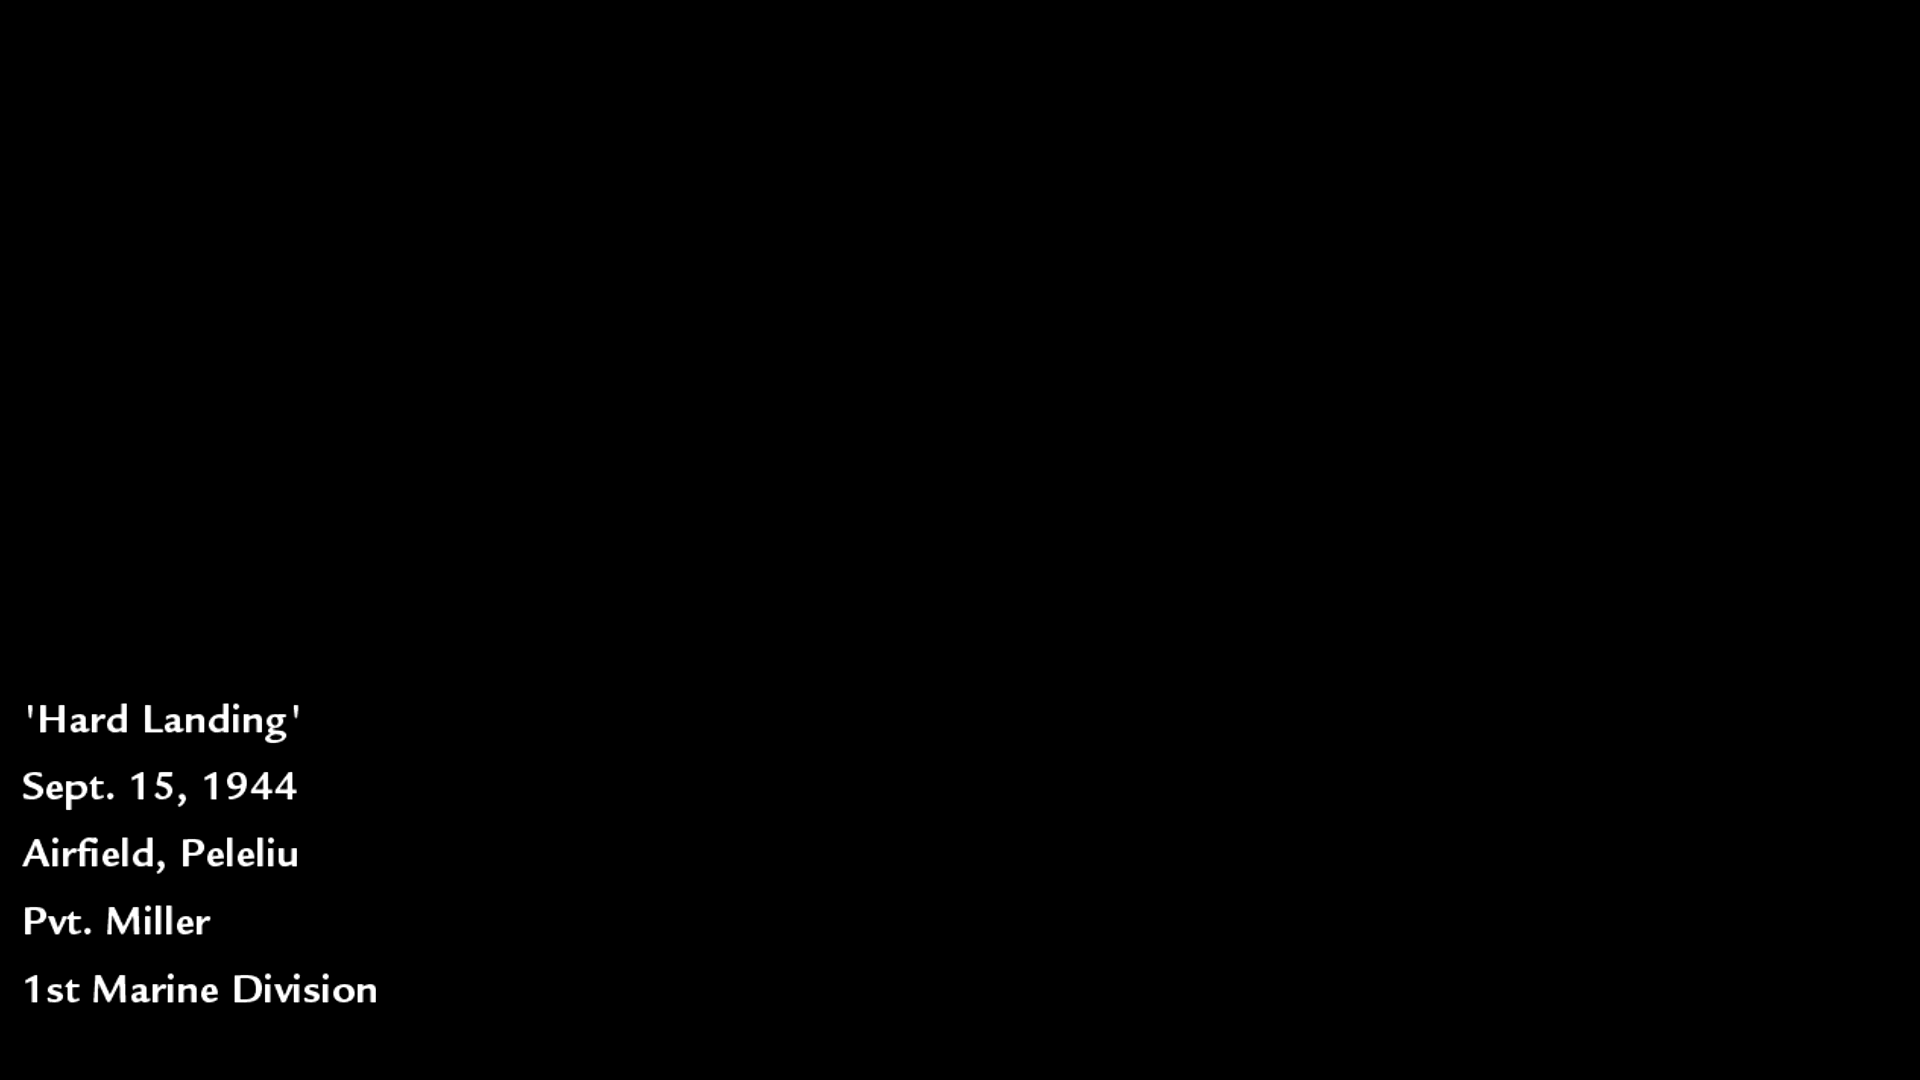 'Hard Landing'
Sept. 15, 1944
Airfield, Peleliu
Pvt. Miller
1st Marine Division